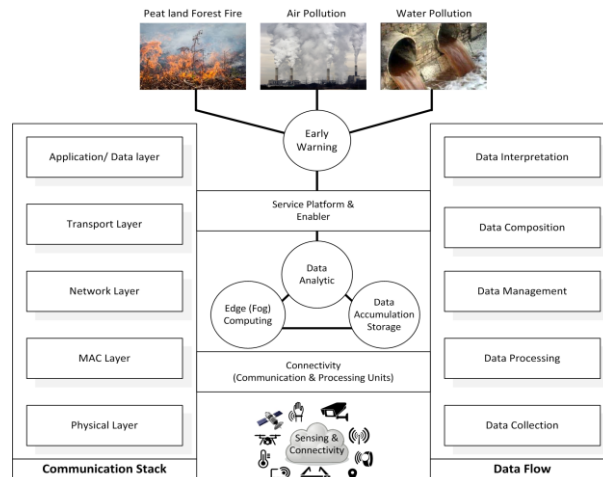 Peat land Forest Fire
Air Pollution
Water Pollution
Early
Warning
Application/ Data layer
Transport Layer
Network Layer
MAC Layer
Physical Layer
Communication Stack
Service Platform &
Enabler
Data
Analytic
Edge (Fog)
Computing
Data
Accumulation
Storage
Connectivity
(Communication & Processing Units)
Sensing &
Connectivity
Data Interpretation
Data Composition
Data Management
Data Processing
Data Collection
Data Flow